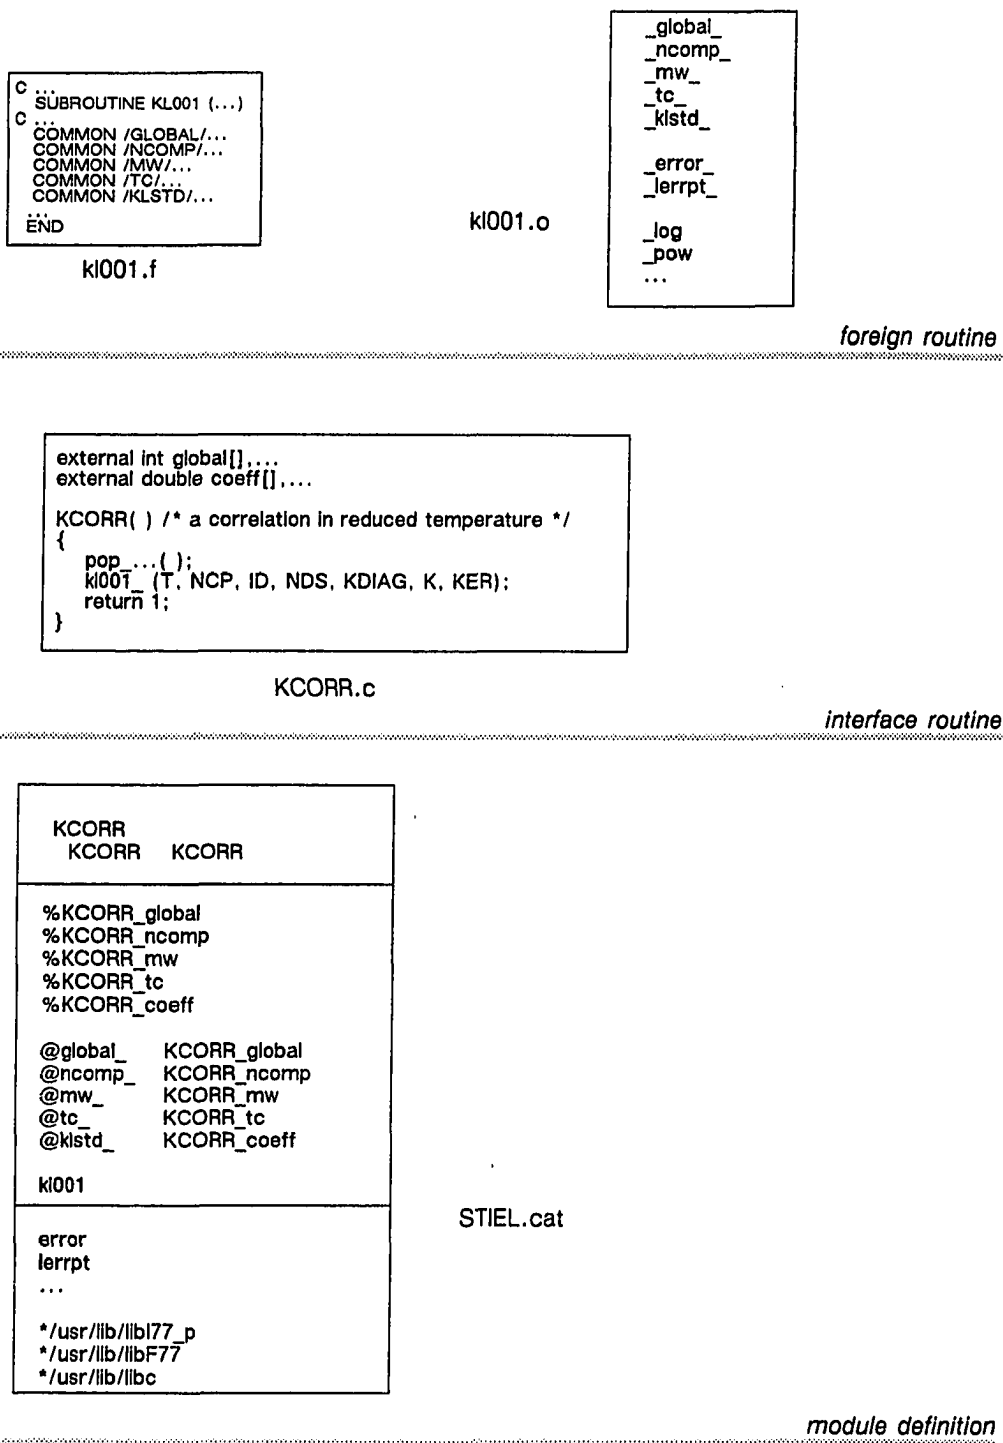 C ...
SUBROUTINE KL001 (...)
C ...
COMMON /GLOBAL/...
COMMON /NCOMP/...
COMMON /MW/...
COMMON /TC/...
COMMON /KLSTD/...
...
END
kl001.f
kl001.o
_global_
_ncomp_
_mw_
_tc_
_klstd_
_error_
_lerrpt_
_log
_pow
...
foreign routine
external int global[],...
external double coeff[],...
KCORR( ) /* a correlation in reduced temperature */
{
pop_...( );
kl001_ (T, NCP, ID, NDS, KDIAG, K, KER);
return 1;
}
KCORR.c
interface routine
KCORR
KCORR KCORR
%KCORR_global
%KCORR_ncomp
%KCORR_mw
%KCORR_tc
%KCORR_coeff
@global_ KCORR_global
@ncomp_ KCORR_ncomp
@mw_ KCORR_mw
@tc_ KCORR_tc
@klstd_ KCORR_coeff
kl001
error
lerrpt
...
*/usr/lib/libI77_p
*/usr/lib/libF77
*/usr/lib/libc
STIEL.cat
module definition